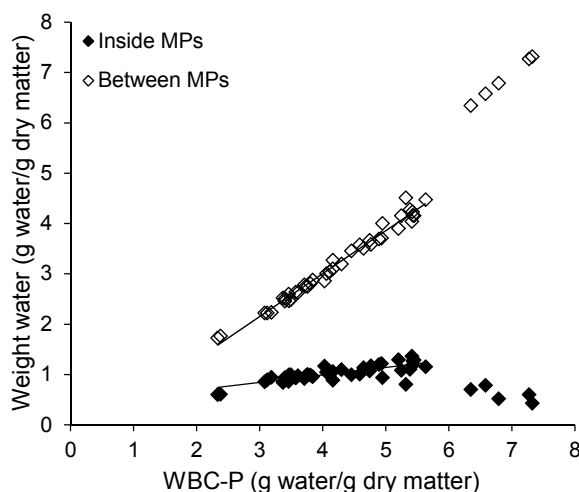 8
7
6
5
4
3
2
1
0
Weight water (g water/g dry matter)
◆ Inside MPs
◇ Between MPs
0 1 2 3 4 5 6 7 8
WBC-P (g water/g dry matter)